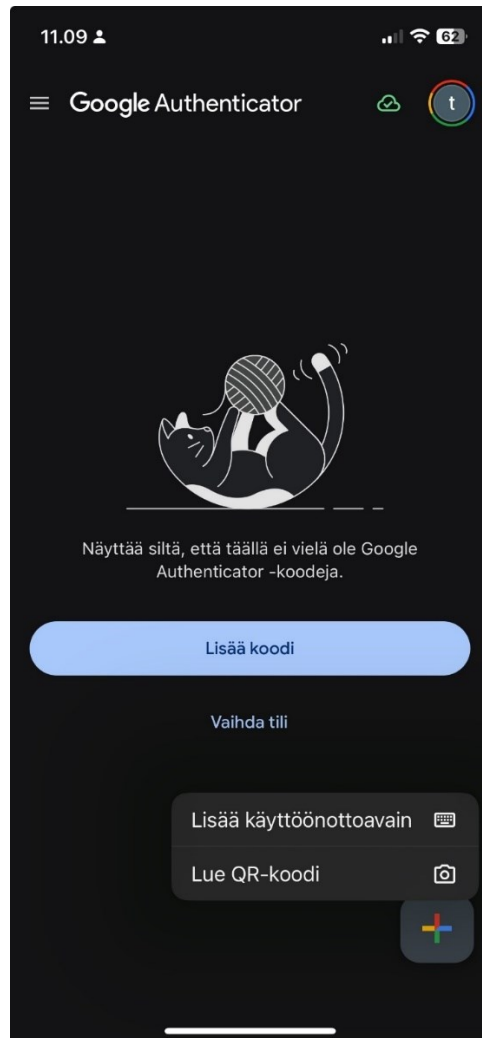 11.09
62
Google Authenticator
t
Näyttää siltä, että täällä ei vielä ole Google
Authenticator -koodeja.
Lisää koodi
Vaihda tili
Lisää käyttöönottoavain
Lue QR-koodi